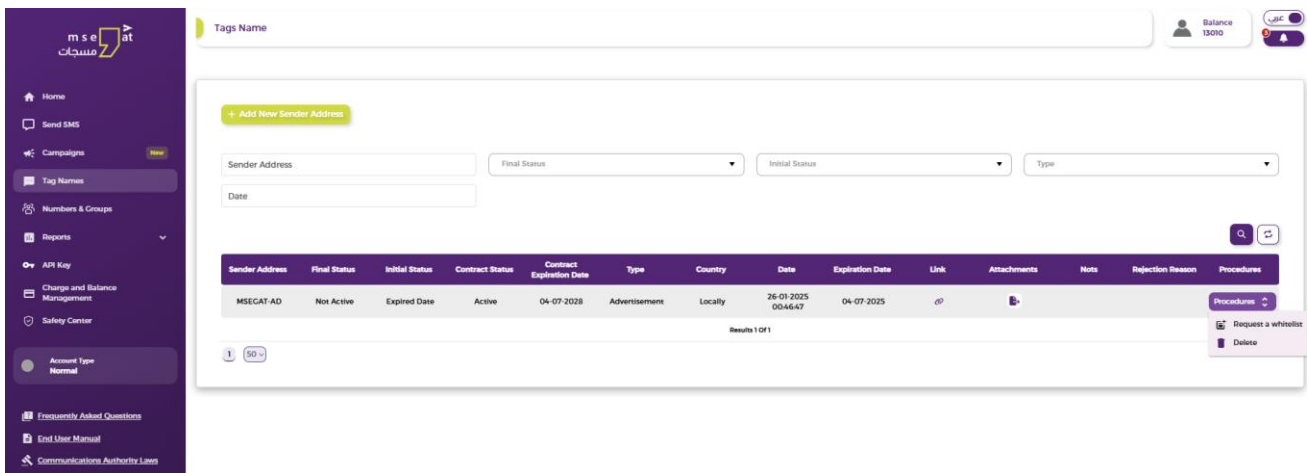 msegat
مسجات
Tags Name
Balance
13010
عربي
3
Home
Send SMS
Campaigns New
Tag Names
Numbers & Groups
Reports
API Key
Charge and Balance
Management
Safety Center
Account Type
Normal
Frequently Asked Questions
End User Manual
Communications Authority Laws
+ Add New Sender Address
Sender Address Final Status Initial Status Type
Date
Sender Address Final Status Initial Status Contract Status Contract Expiration Date Type Country Date Expiration Date Link Attachments Nots Rejection Reason Procedures
MSEGAT-AD Not Active Expired Date Active 04-07-2028 Advertisement Locally 26-01-2025 00:46:47 04-07-2025 Procedures
Results 1 Of 1
Request a whitelist
Delete
1 50